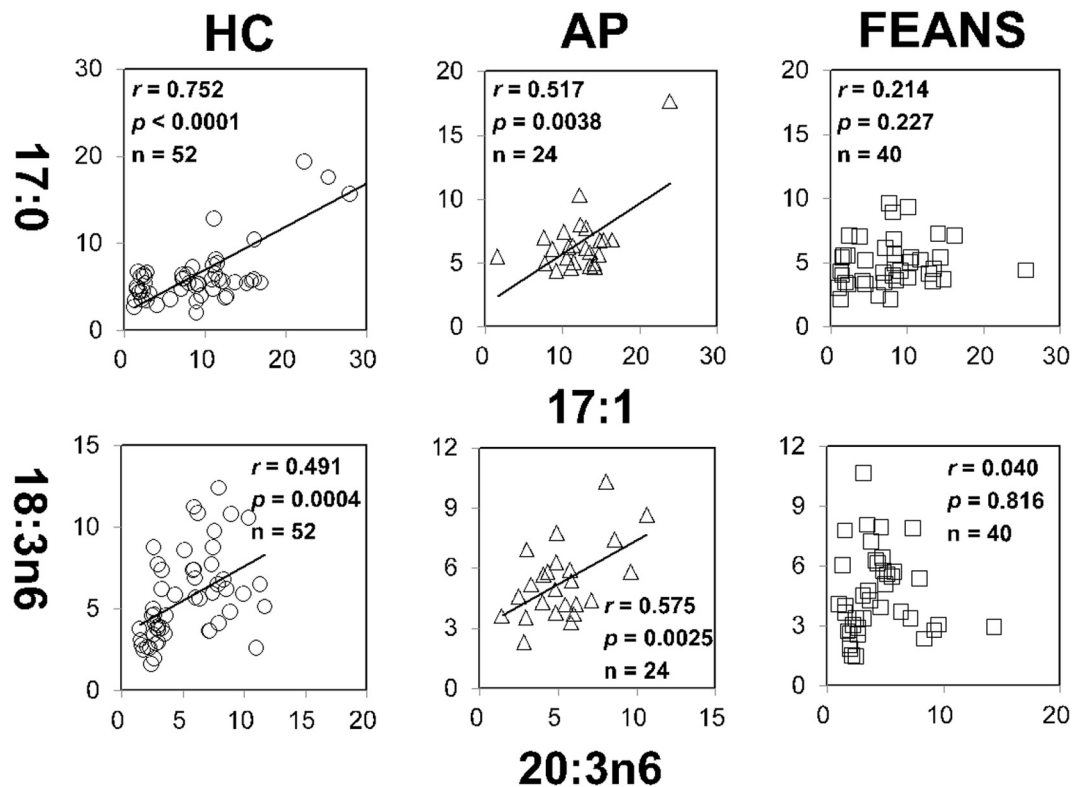 HC AP FEANS
17:0
30
20
10
0
0 10 20 30
r = 0.752
p < 0.0001
n = 52
20
15
10
5
0
0 10 20 30
r = 0.517
p = 0.0038
n = 24
20
15
10
5
0
0 10 20 30
r = 0.214
p = 0.227
n = 40
17:1
18:3n6
15
10
5
0
0 5 10 15 20
r = 0.491
p = 0.0004
n = 52
12
9
6
3
0
0 5 10 15
r = 0.575
p = 0.0025
n = 24
12
9
6
3
0
0 10 20
r = 0.040
p = 0.816
n = 40
20:3n6